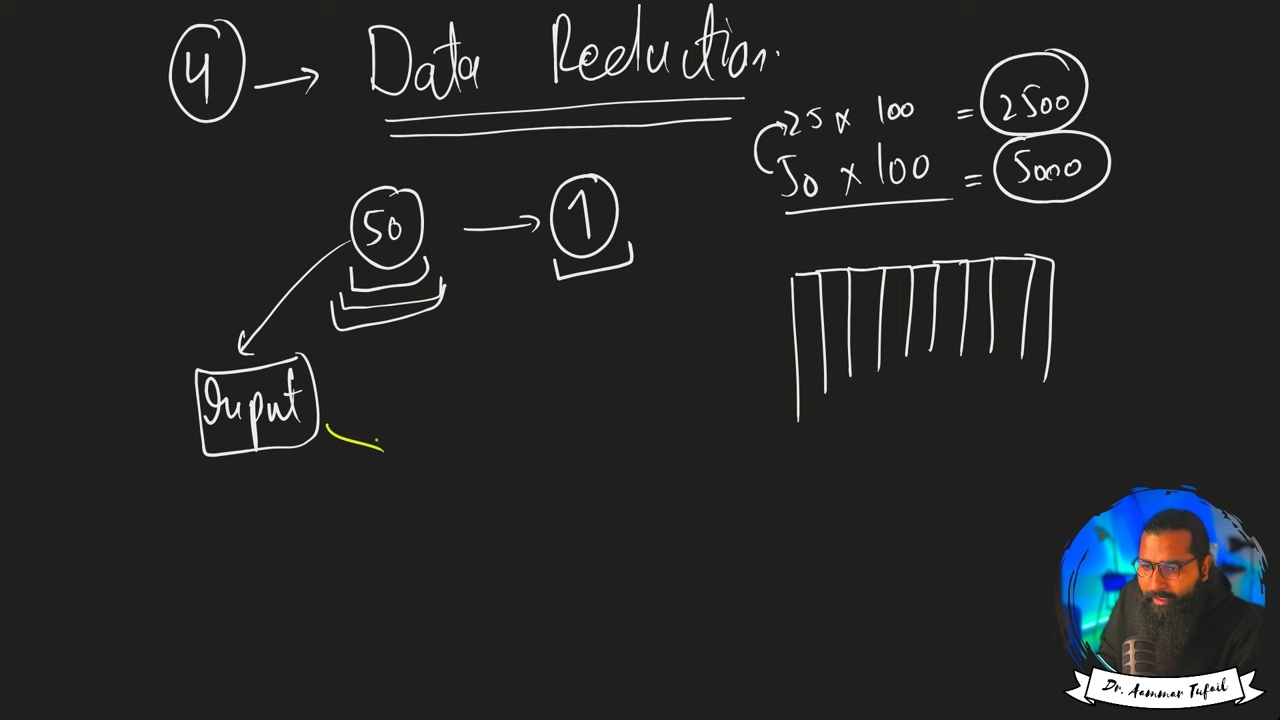 4 → Data Reduction.
25 x 100 = 2500
50 x 100 = 5000
50 → 1
Input
Dr. Aammar Tufail